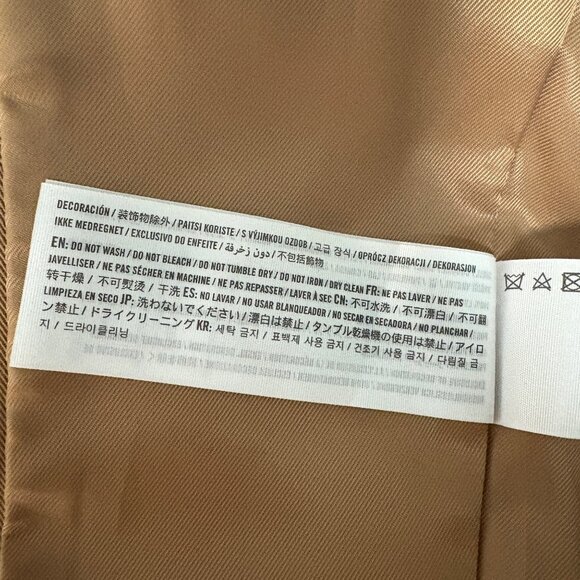 DECORACIÓN / 装饰物除外 / PAITSI KORISTE / S VÝJIMKOU OZDOB / 고급 장식 / OPRÓCZ DEKORACJI / DEKORASION
IKKE MEDREGNET / EXCLUSIVO DO ENFEITE / دون زخرفة / 不包括飾物
EN: DO NOT WASH / DO NOT BLEACH / DO NOT TUMBLE DRY / DO NOT IRON / DRY CLEAN FR: NE PAS LAVER / NE PAS
JAVELLISER / NE PAS SÉCHER EN MACHINE / NE PAS REPASSER / LAVER À SEC CN: 不可水洗 / 不可漂白 / 不可翻
转干燥 / 不可熨烫 / 干洗 ES: NO LAVAR / NO USAR BLANQUEADOR / NO SECAR EN SECADORA / NO PLANCHAR /
LIMPIEZA EN SECO JP: 洗わないでください / 漂白は禁止 / タンブル乾燥機の使用は禁止 / アイロ
ン禁止 / ドライクリーニング KR: 세탁 금지 / 표백제 사용 금지 / 건조기 사용 금지 / 다림질 금
지 / 드라이클리닝